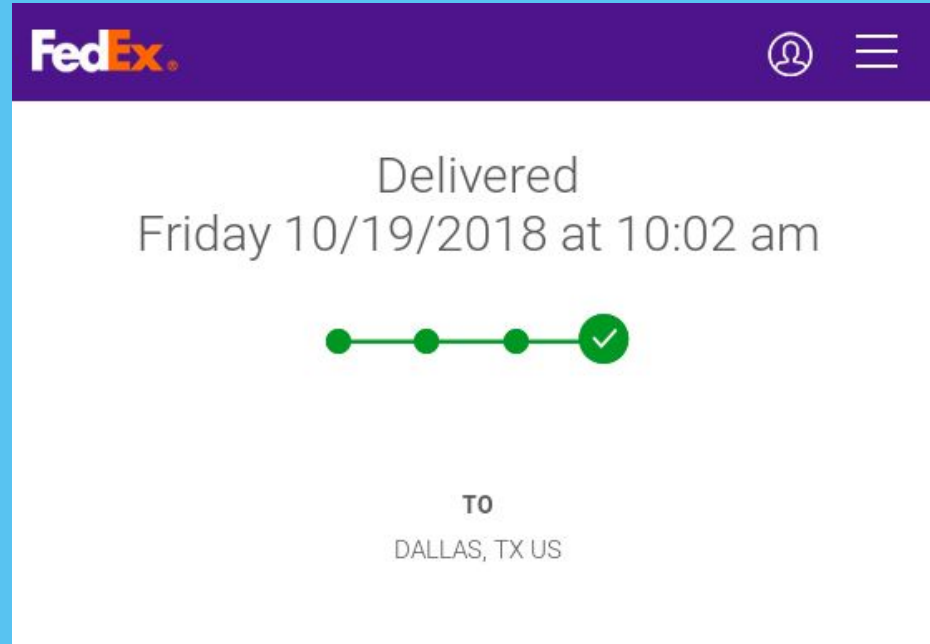 FedEx®
Delivered
Friday 10/19/2018 at 10:02 am
TO
DALLAS, TX US